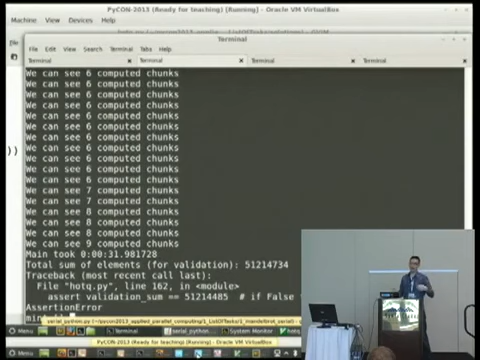 PyCON-2013 (Ready for teaching) [Running] - Oracle VM VirtualBox
Machine View Devices Help
Terminal
File Edit View Search Terminal Tabs Help
Terminal Terminal Terminal Terminal
We can see 6 computed chunks
We can see 6 computed chunks
We can see 6 computed chunks
We can see 6 computed chunks
We can see 6 computed chunks
We can see 6 computed chunks
We can see 6 computed chunks
We can see 6 computed chunks
We can see 6 computed chunks
We can see 6 computed chunks
We can see 6 computed chunks
We can see 7 computed chunks
We can see 7 computed chunks
We can see 8 computed chunks
We can see 8 computed chunks
We can see 8 computed chunks
We can see 9 computed chunks
Main took 0:00:31.981728
Total sum of elements (for validation): 51214734
Traceback (most recent call last):
File "hotq.py", line 162, in <module>
assert validation_sum == 51214485 # if False
AssertionError
Menu Terminal serial_python System Monitor
PyCON-2013 (Ready for teaching) [Running] - Oracle VM VirtualBox
Menu